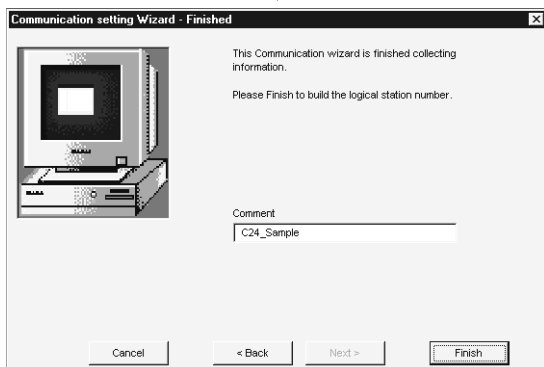 Communication setting Wizard - Finished
This Communication wizard is finished collecting
information.
Please Finish to build the logical station number.
Comment
C24_Sample
Cancel
< Back
Next >
Finish